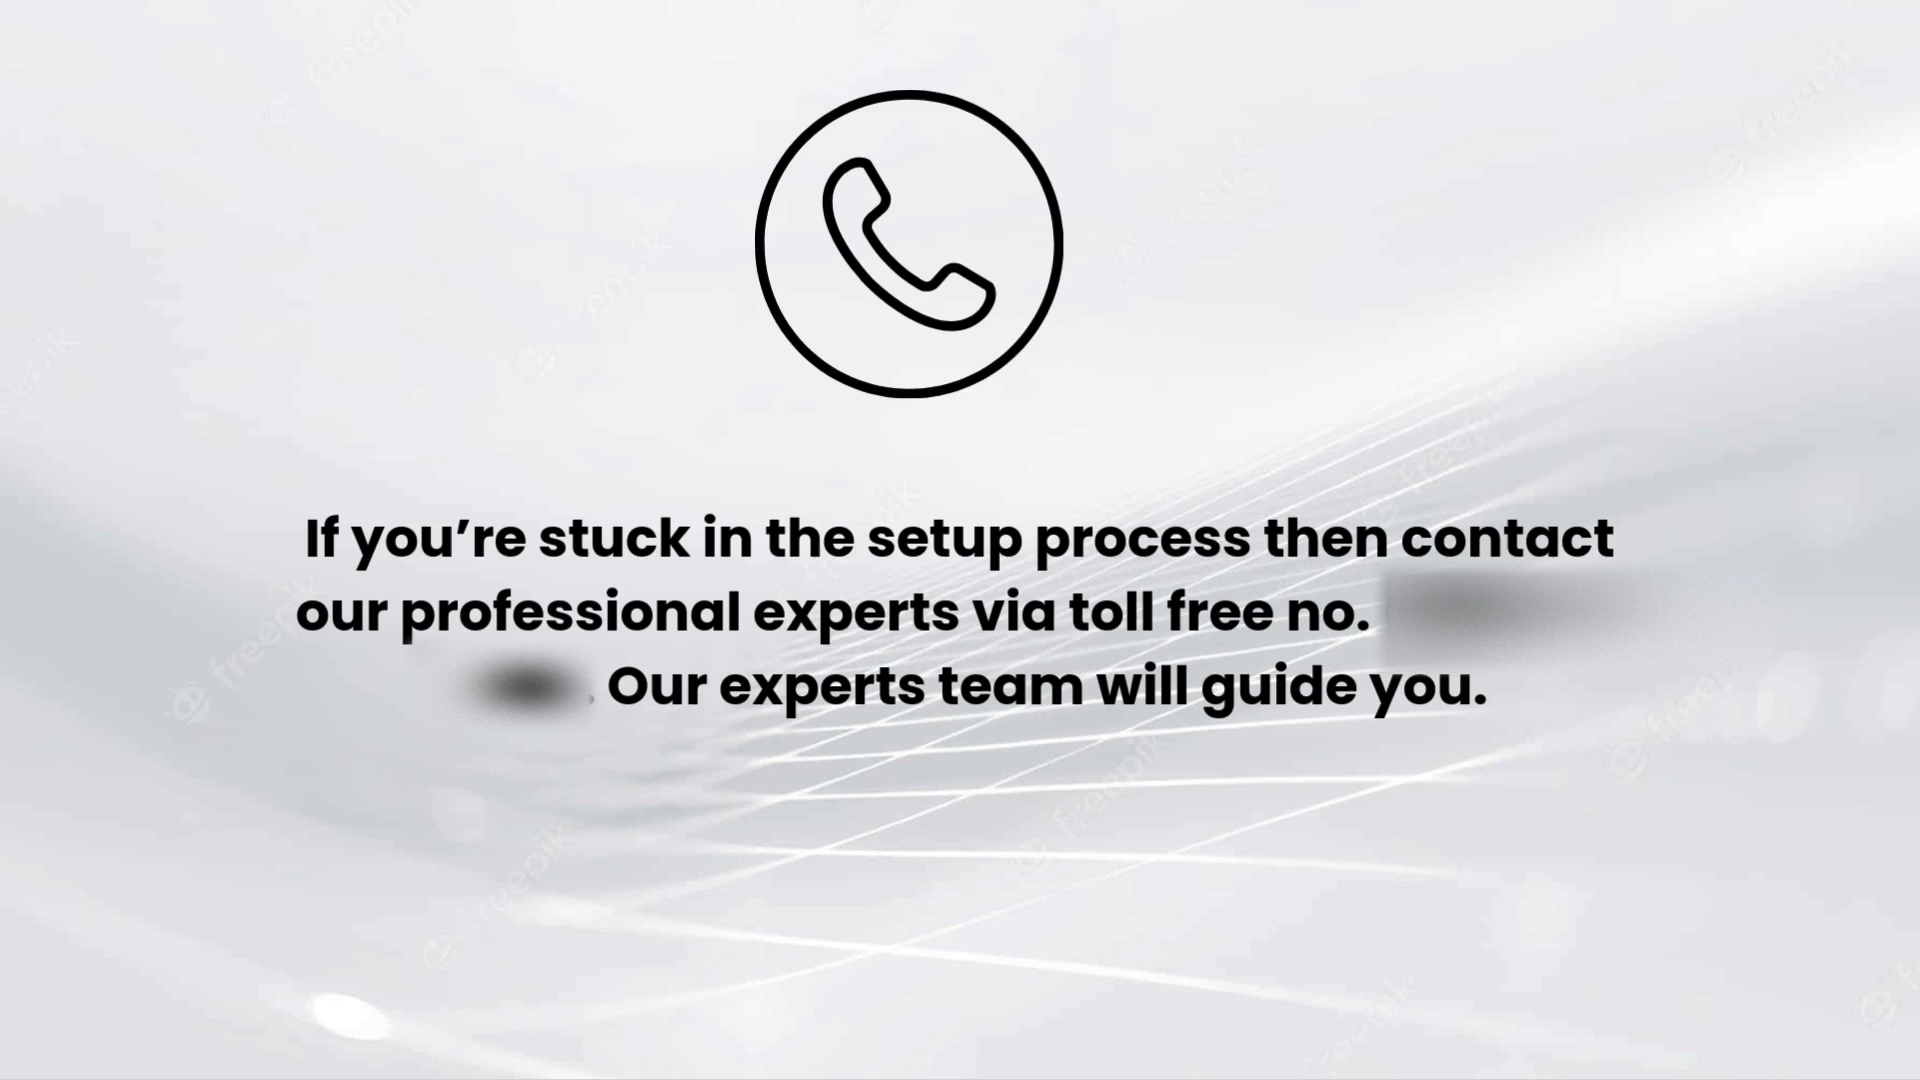 If you’re stuck in the setup process then contact
our professional experts via toll free no.
. Our experts team will guide you.